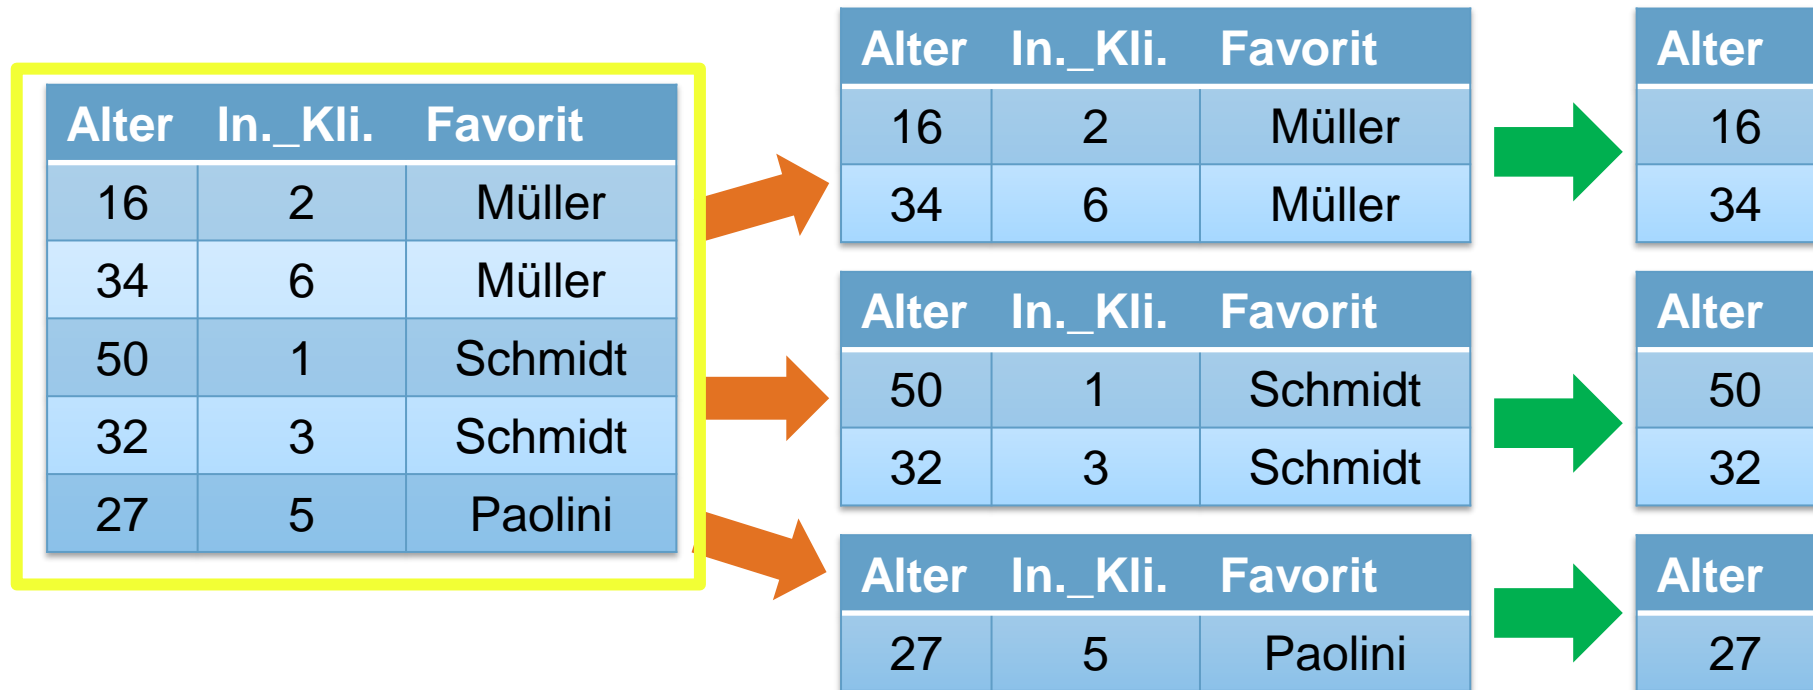 Alter In._Kli. Favorit
16 2 Müller
34 6 Müller
50 1 Schmidt
32 3 Schmidt
27 5 Paolini
Alter In._Kli. Favorit
16 2 Müller
34 6 Müller
Alter In._Kli. Favorit
50 1 Schmidt
32 3 Schmidt
Alter In._Kli. Favorit
27 5 Paolini
Alter
16
34
Alter
50
32
Alter
27